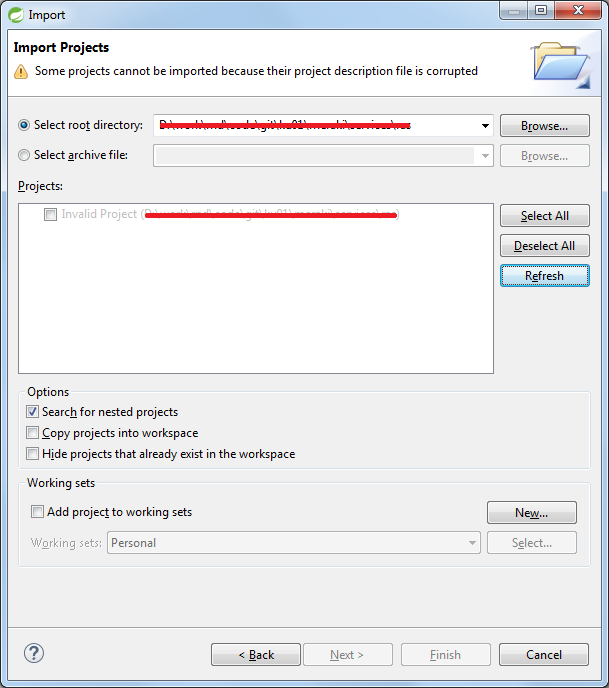 Import
Import Projects
Some projects cannot be imported because their project description file is corrupted
Select root directory:
Browse...
Select archive file:
Browse...
Projects:
Invalid Project (
Select All
Deselect All
Refresh
Options
Search for nested projects
Copy projects into workspace
Hide projects that already exist in the workspace
Working sets
Add project to working sets
New...
Working sets: Personal
Select...
?
< Back
Next >
Finish
Cancel